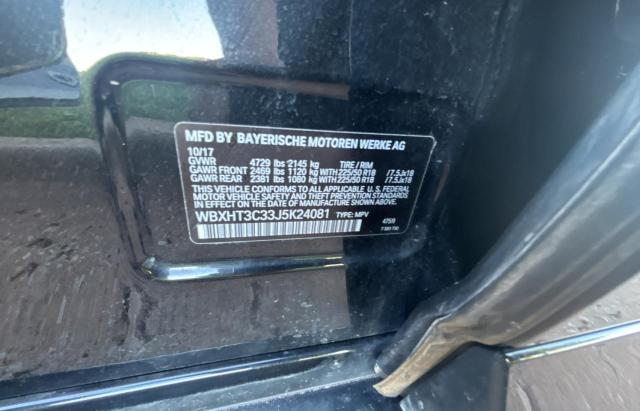 MFD BY BAYERISCHE MOTOREN WERKE AG
10/17
GVWR 4729 lbs 2145 kg TIRE / RIM
GAWR FRONT 2469 lbs 1120 kg WITH 225/50 R18 /7.5Jx18
GAWR REAR 2381 lbs 1080 kg WITH 225/50 R18 /7.5Jx18
THIS VEHICLE CONFORMS TO ALL APPLICABLE U.S. FEDERAL
MOTOR VEHICLE SAFETY AND THEFT PREVENTION STANDARDS
IN EFFECT ON THE DATE OF MANUFACTURE SHOWN ABOVE.
WBXHT3C33J5K24081 TYPE: MPV